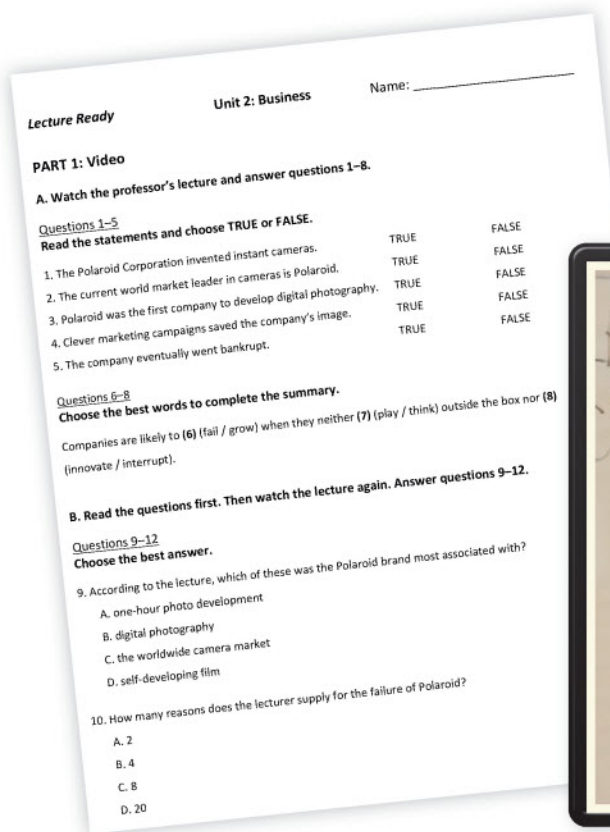 Lecture Ready Unit 2: Business Name:
PART 1: Video
A. Watch the professor's lecture and answer questions 1–8.
Questions 1–5
Read the statements and choose TRUE or FALSE.
1. The Polaroid Corporation invented instant cameras. TRUE FALSE
2. The current world market leader in cameras is Polaroid. TRUE FALSE
3. Polaroid was the first company to develop digital photography. TRUE FALSE
4. Clever marketing campaigns saved the company's image. TRUE FALSE
5. The company eventually went bankrupt. TRUE FALSE
Questions 6–8
Choose the best words to complete the summary.
Companies are likely to (6) (fail / grow) when they neither (7) (play / think) outside the box nor (8)
(innovate / interrupt).
B. Read the questions first. Then watch the lecture again. Answer questions 9–12.
Questions 9–12
Choose the best answer.
9. According to the lecture, which of these was the Polaroid brand most associated with?
A. one-hour photo development
B. digital photography
C. the worldwide camera market
D. self-developing film
10. How many reasons does the lecturer supply for the failure of Polaroid?
A. 2
B. 4
C. 8
D. 20